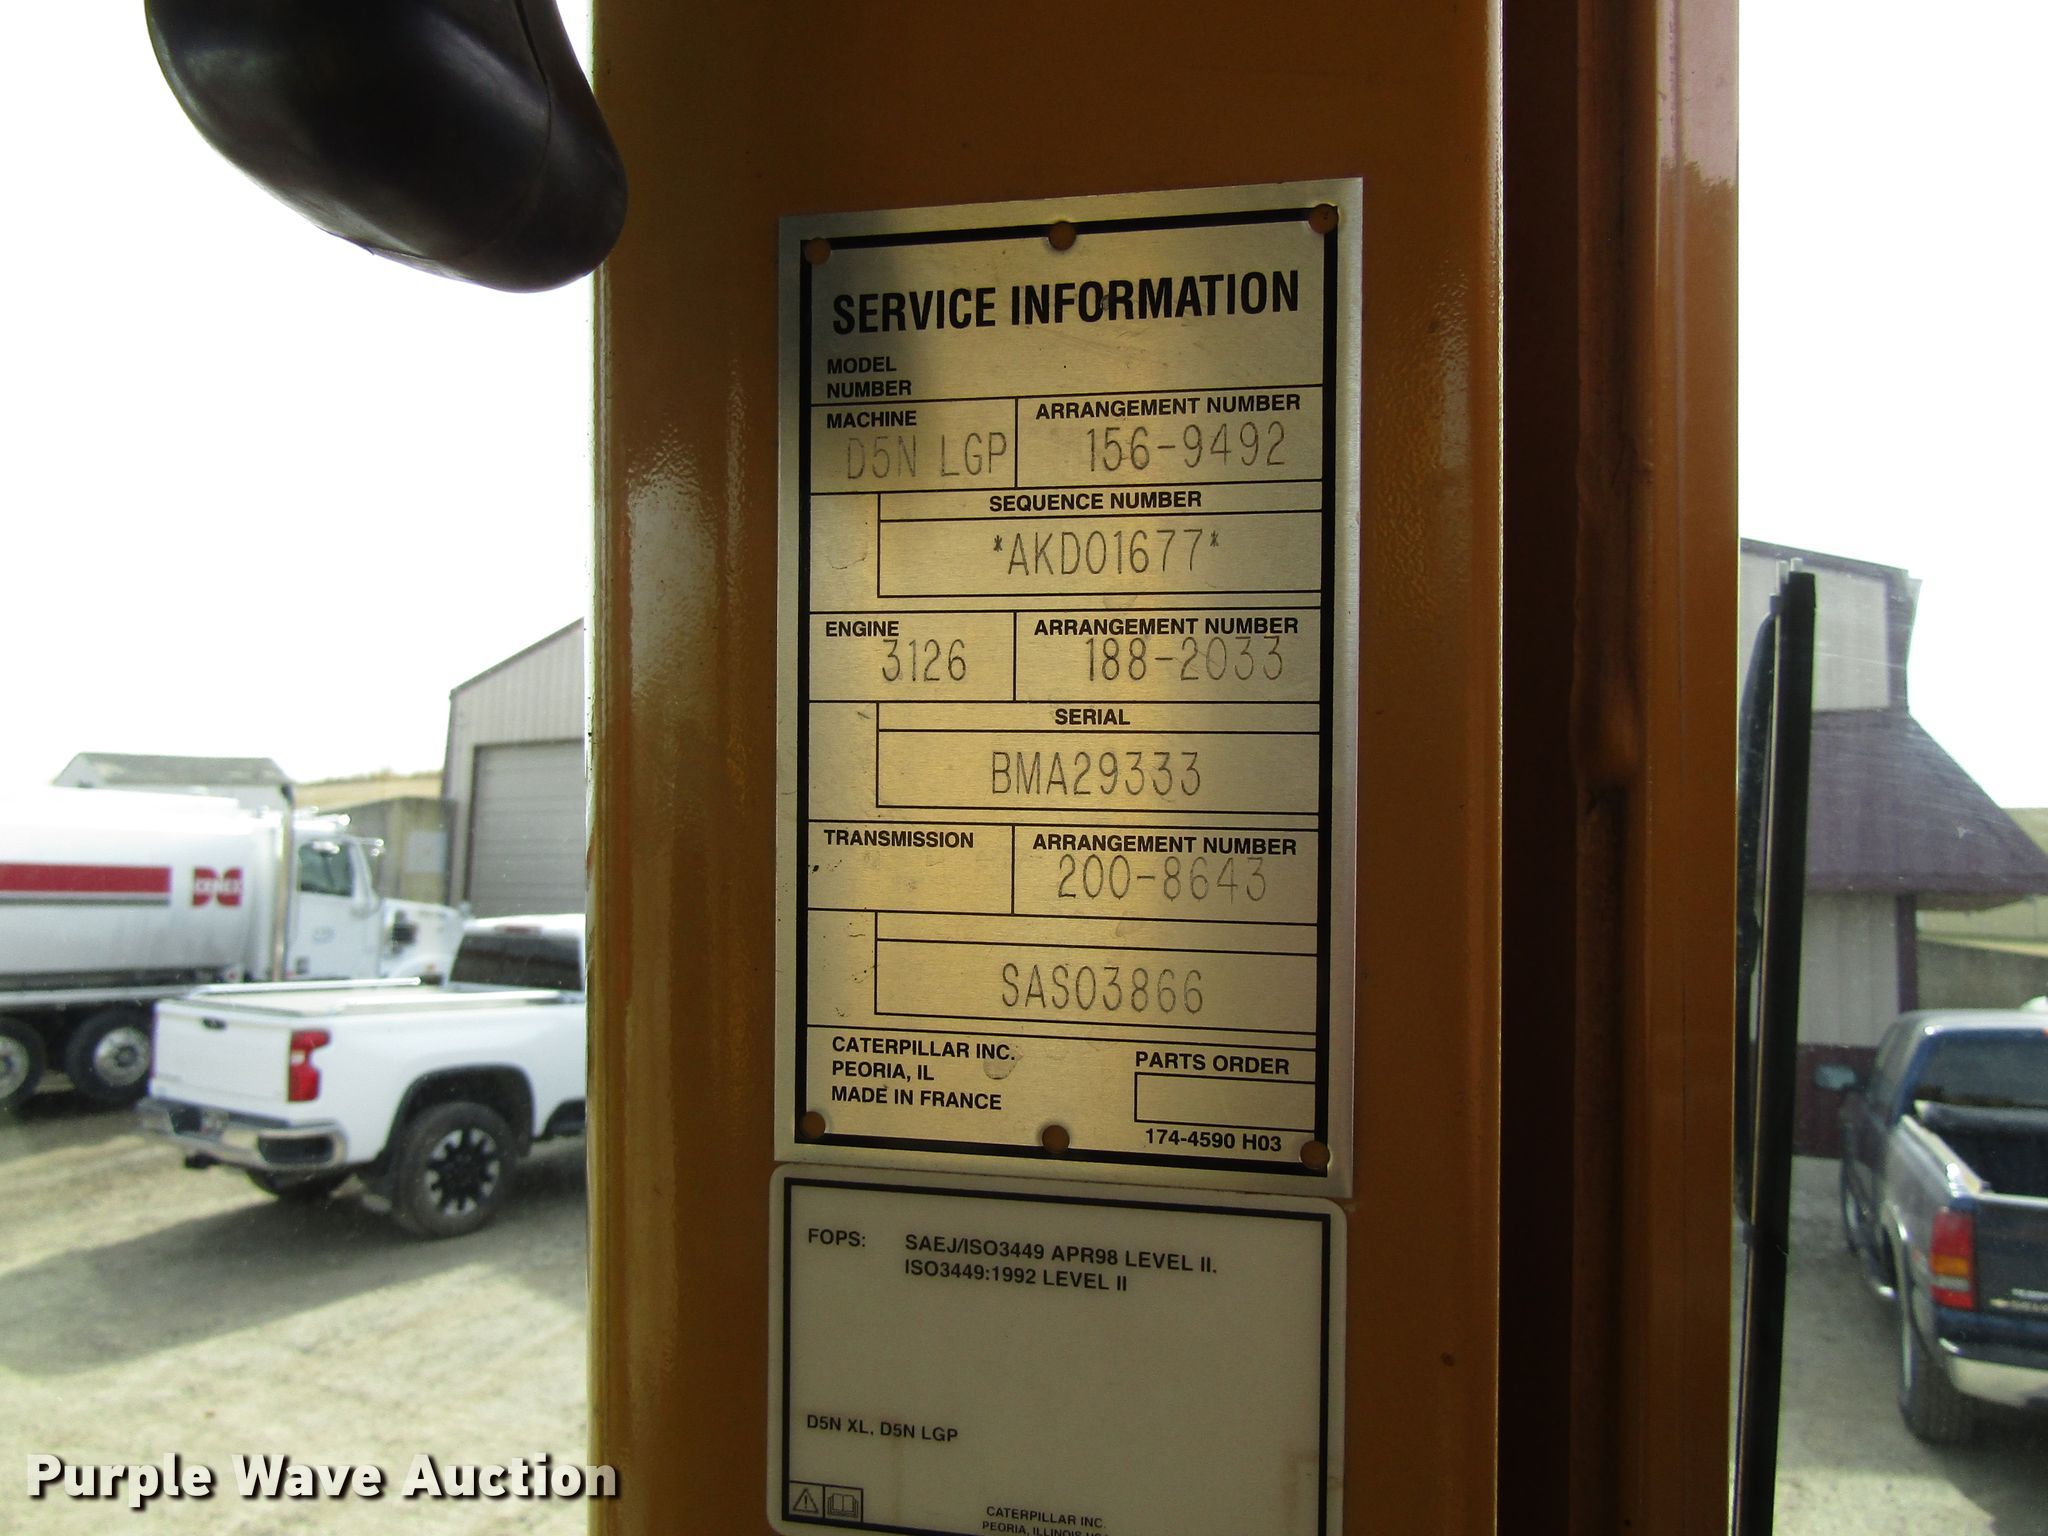 SERVICE INFORMATION
MODEL
NUMBER
MACHINE
D5N LGP
ARRANGEMENT NUMBER
156-9492
SEQUENCE NUMBER
*AKD01677*
ENGINE
3126
ARRANGEMENT NUMBER
188-2033
SERIAL
BMA29333
TRANSMISSION
ARRANGEMENT NUMBER
200-8643
SAS03866
CATERPILLAR INC.
PEORIA, IL
MADE IN FRANCE
PARTS ORDER
174-4590 H03
FOPS: SAEJ/ISO3449 APR98 LEVEL II.
ISO3449:1992 LEVEL II
D5N XL, D5N LGP
CATERPILLAR INC.
PEORIA, ILLINOIS
CENEX
Purple Wave Auction